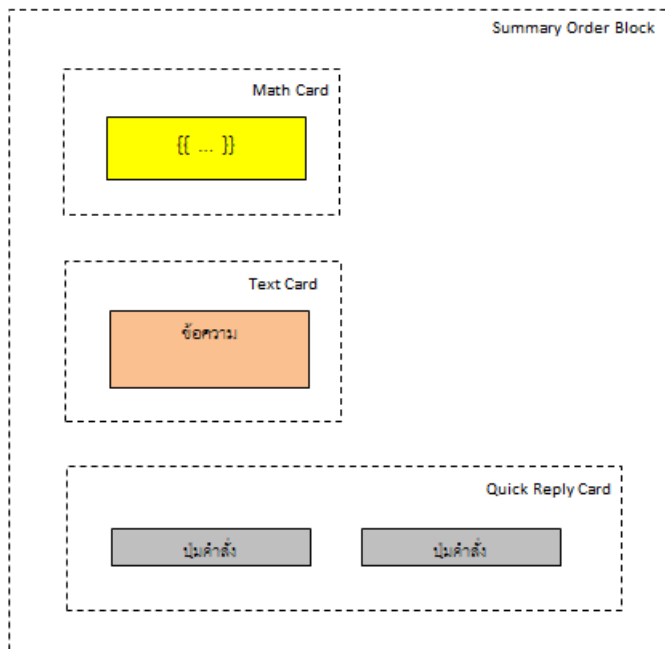 Summary Order Block
Math Card
{{ ... }}
Text Card
ข้อความ
Quick Reply Card
ปุ่มคำสั่ง ปุ่มคำสั่ง